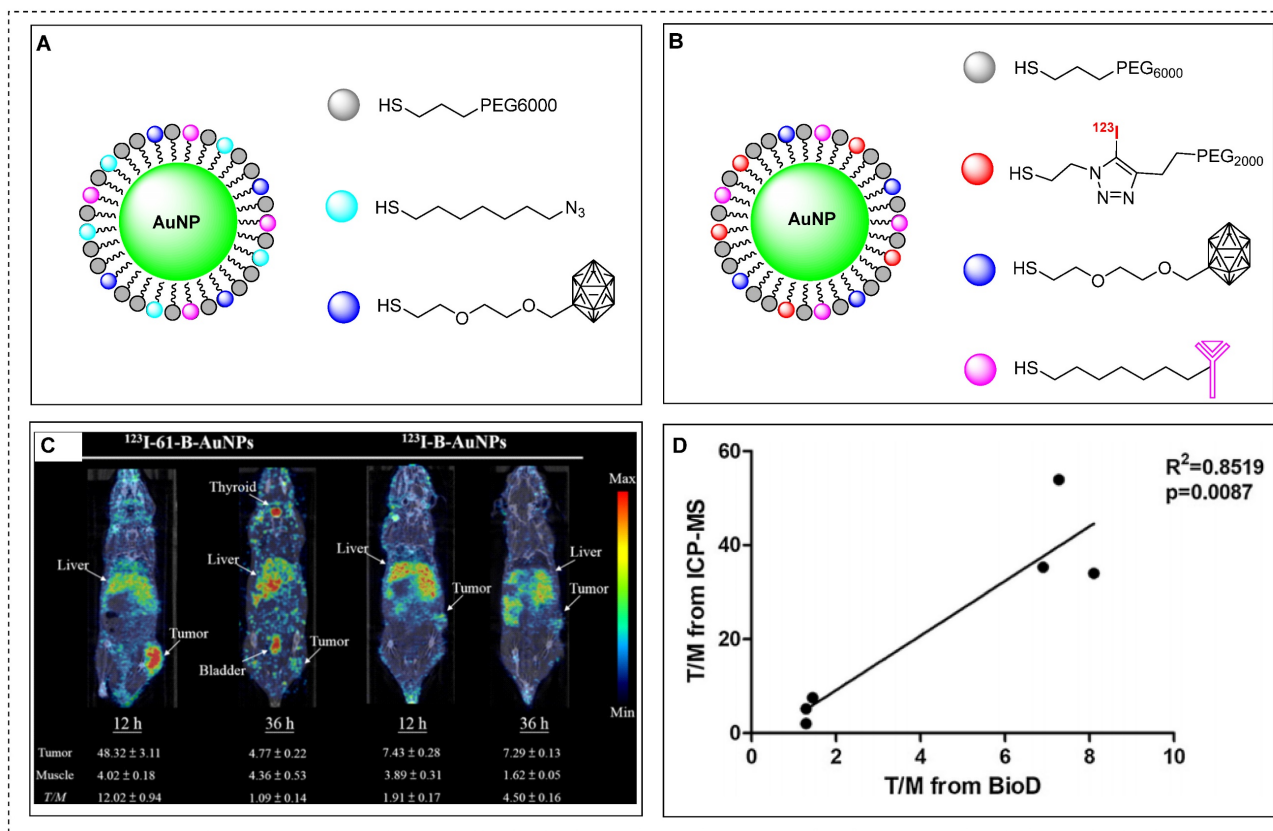 A
AuNP
HS
PEG6000
HS
N3
HS
O
O
B
AuNP
HS
PEG6000
123I
HS
N
N=N
PEG2000
HS
O
O
HS
C
123I-61-B-AuNPs
123I-B-AuNPs
Max
Thyroid
Liver
Liver
Liver
Tumor
Tumor
Tumor
Tumor
Bladder
Min
12 h 36 h 12 h 36 h
Tumor 48.32 ± 3.11 4.77 ± 0.22 7.43 ± 0.28 7.29 ± 0.13
Muscle 4.02 ± 0.18 4.36 ± 0.53 3.89 ± 0.31 1.62 ± 0.05
T/M 12.02 ± 0.94 1.09 ± 0.14 1.91 ± 0.17 4.50 ± 0.16
D
R2=0.8519
p=0.0087
T/M from ICP-MS
60
40
20
0
0 2 4 6 8 10
T/M from BioD